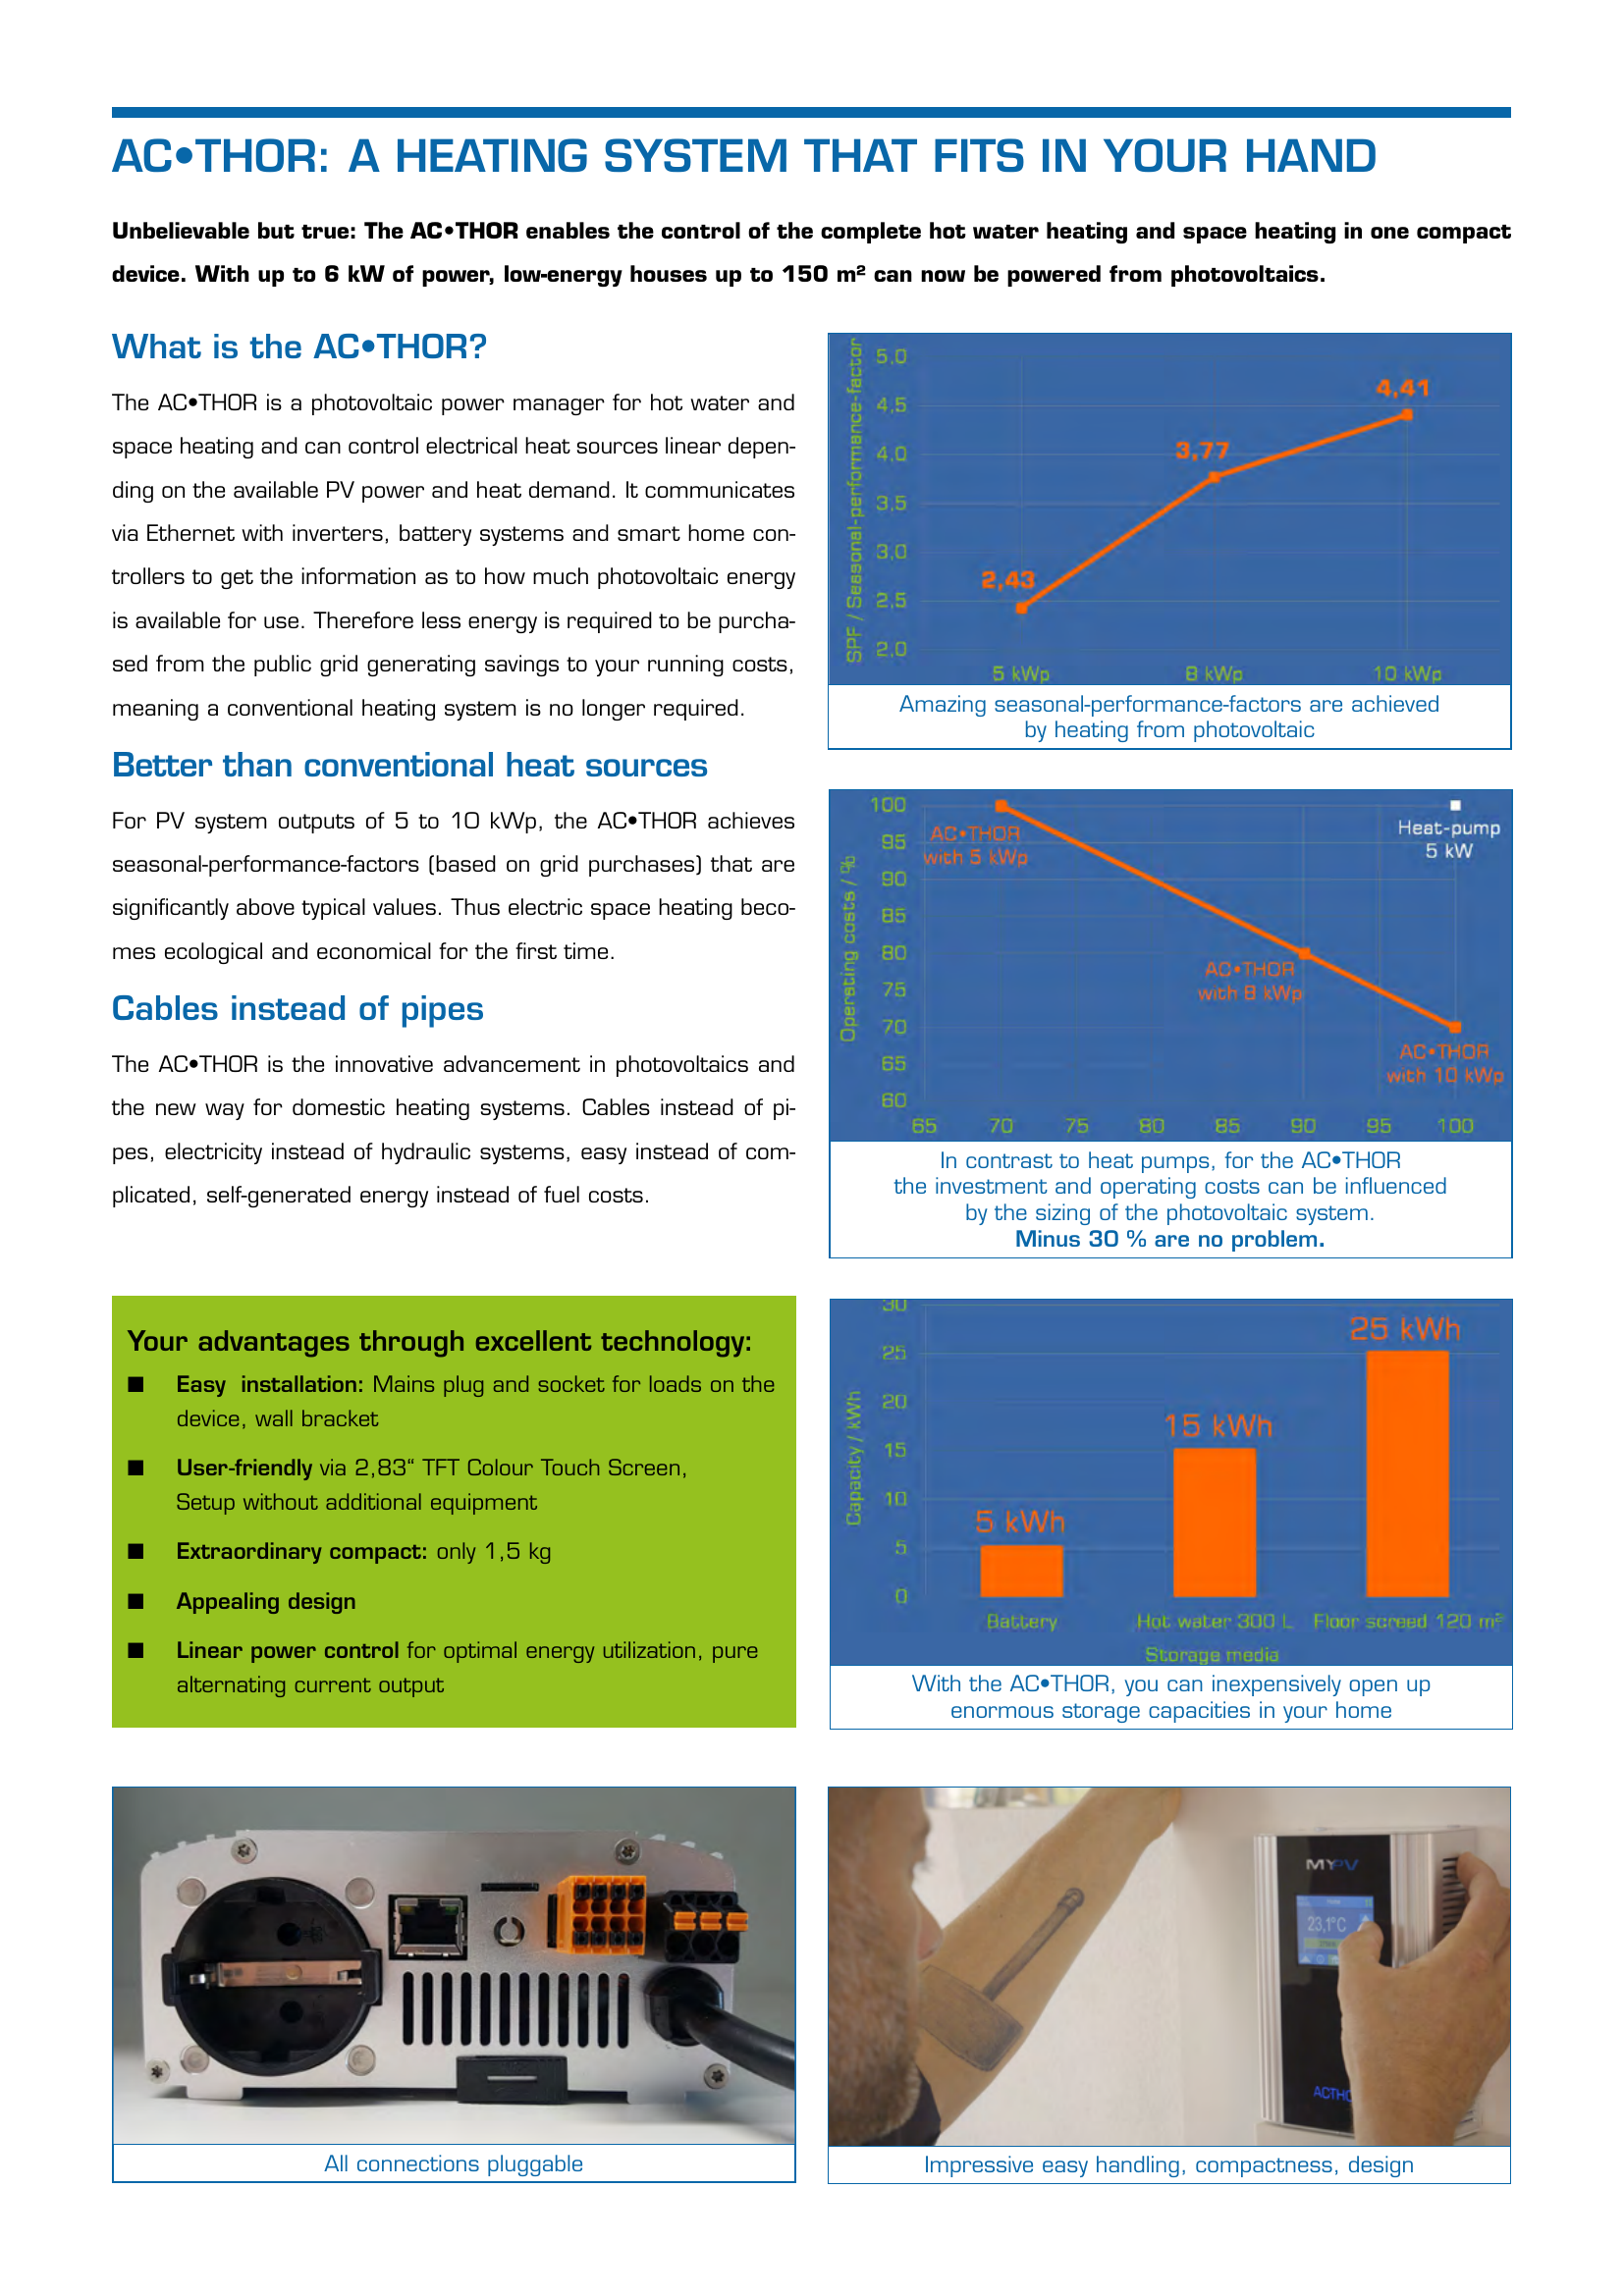 AC•THOR: A HEATING SYSTEM THAT FITS IN YOUR HAND
Unbelievable but true: The AC•THOR enables the control of the complete hot water heating and space heating in one compact
device. With up to 6 kW of power, low-energy houses up to 150 m² can now be powered from photovoltaics.
What is the AC•THOR?
The AC•THOR is a photovoltaic power manager for hot water and
space heating and can control electrical heat sources linear depen-
ding on the available PV power and heat demand. It communicates
via Ethernet with inverters, battery systems and smart home con-
trollers to get the information as to how much photovoltaic energy
is available for use. Therefore less energy is required to be purcha-
sed from the public grid generating savings to your running costs,
meaning a conventional heating system is no longer required.
Better than conventional heat sources
For PV system outputs of 5 to 10 kWp, the AC•THOR achieves
seasonal-performance-factors (based on grid purchases) that are
significantly above typical values. Thus electric space heating beco-
mes ecological and economical for the first time.
Cables instead of pipes
The AC•THOR is the innovative advancement in photovoltaics and
the new way for domestic heating systems. Cables instead of pi-
pes, electricity instead of hydraulic systems, easy instead of com-
plicated, self-generated energy instead of fuel costs.
Your advantages through excellent technology:
■ Easy installation: Mains plug and socket for loads on the
device, wall bracket
■ User-friendly via 2,83“ TFT Colour Touch Screen,
Setup without additional equipment
■ Extraordinary compact: only 1,5 kg
■ Appealing design
■ Linear power control for optimal energy utilization, pure
alternating current output
SPF / Seasonal-performance-factor
5,0
4,5
4,0
3,5
3,0
2,5
2,0
2,43
3,77
4,41
5 kWp 8 kWp 10 kWp
Amazing seasonal-performance-factors are achieved
by heating from photovoltaic
Operating costs / %
100
95
90
85
80
75
70
65
60
AC•THOR
with 5 kWp
Heat-pump
5 kW
AC•THOR
with 8 kWp
AC•THOR
with 10 kWp
65 70 75 80 85 90 95 100
In contrast to heat pumps, for the AC•THOR
the investment and operating costs can be influenced
by the sizing of the photovoltaic system.
Minus 30 % are no problem.
Capacity / kWh
30
25
20
15
10
5
0
5 kWh
15 kWh
25 kWh
Battery Hot water 300 L Floor screed 120 m²
Storage media
With the AC•THOR, you can inexpensively open up
enormous storage capacities in your home
All connections pluggable
MYPV
23,1°C
ACTHO
Impressive easy handling, compactness, design